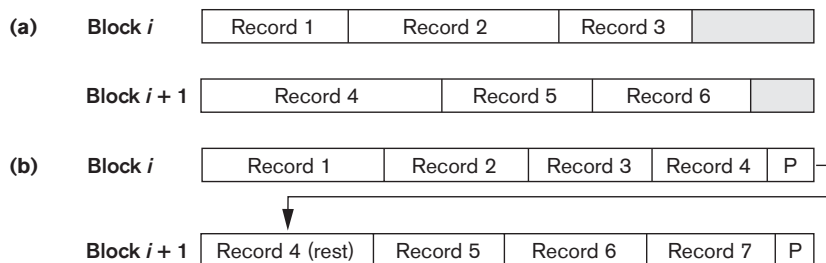 (a) Block i Record 1 Record 2 Record 3
Block i + 1 Record 4 Record 5 Record 6
(b) Block i Record 1 Record 2 Record 3 Record 4 P
Block i + 1 Record 4 (rest) Record 5 Record 6 Record 7 P